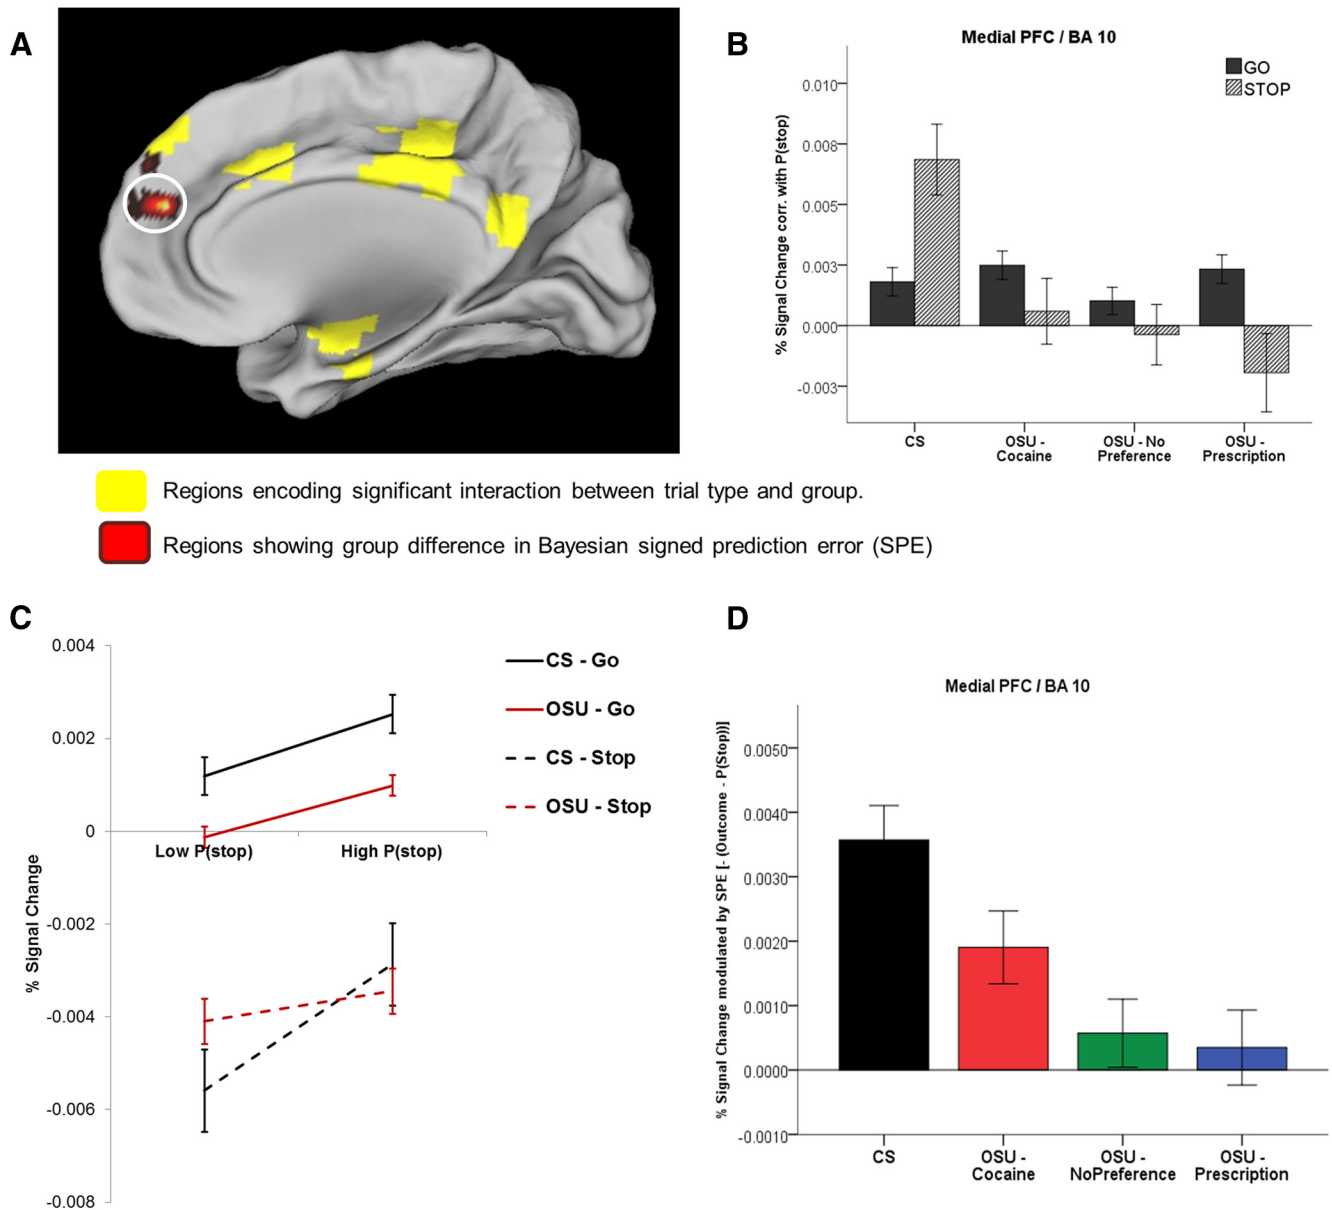 A
Regions encoding significant interaction between trial type and group.
Regions showing group difference in Bayesian signed prediction error (SPE)
B
Medial PFC / BA 10
GO
STOP
% Signal Change corr. with P(stop)
0.010
0.008
0.005
0.003
0.000
-0.003
CS
OSU -
Cocaine
OSU - No
Preference
OSU -
Prescription
C
% Signal Change
0.004
0.002
0
-0.002
-0.004
-0.006
-0.008
Low P(stop)
High P(stop)
CS - Go
OSU - Go
CS - Stop
OSU - Stop
D
Medial PFC / BA 10
% Signal Change modulated by SPE [- (Outcome - P(Stop))]
0.0050
0.0040
0.0030
0.0020
0.0010
0.0000
-0.0010
CS
OSU -
Cocaine
OSU -
NoPreference
OSU -
Prescription